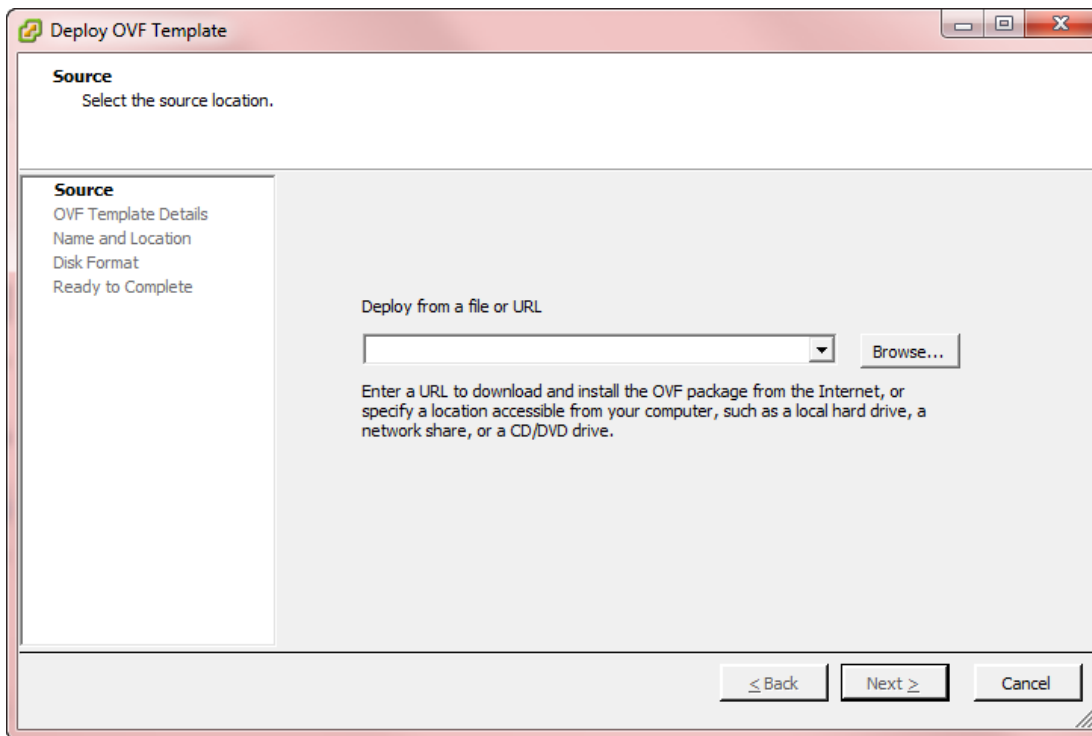 Deploy OVF Template
Source
Select the source location.
Source
OVF Template Details
Name and Location
Disk Format
Ready to Complete
Deploy from a file or URL
Browse...
Enter a URL to download and install the OVF package from the Internet, or
specify a location accessible from your computer, such as a local hard drive, a
network share, or a CD/DVD drive.
< Back
Next >
Cancel